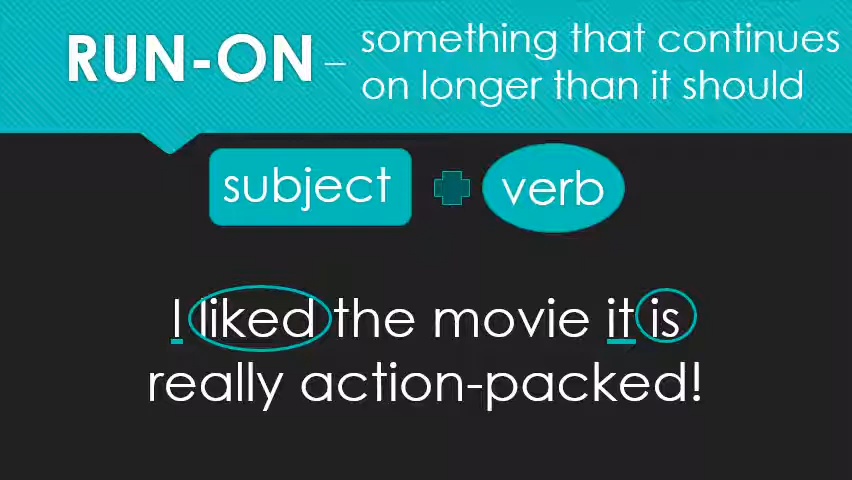 RUN-ON – something that continues
on longer than it should
subject + verb
I liked the movie it is
really action-packed!